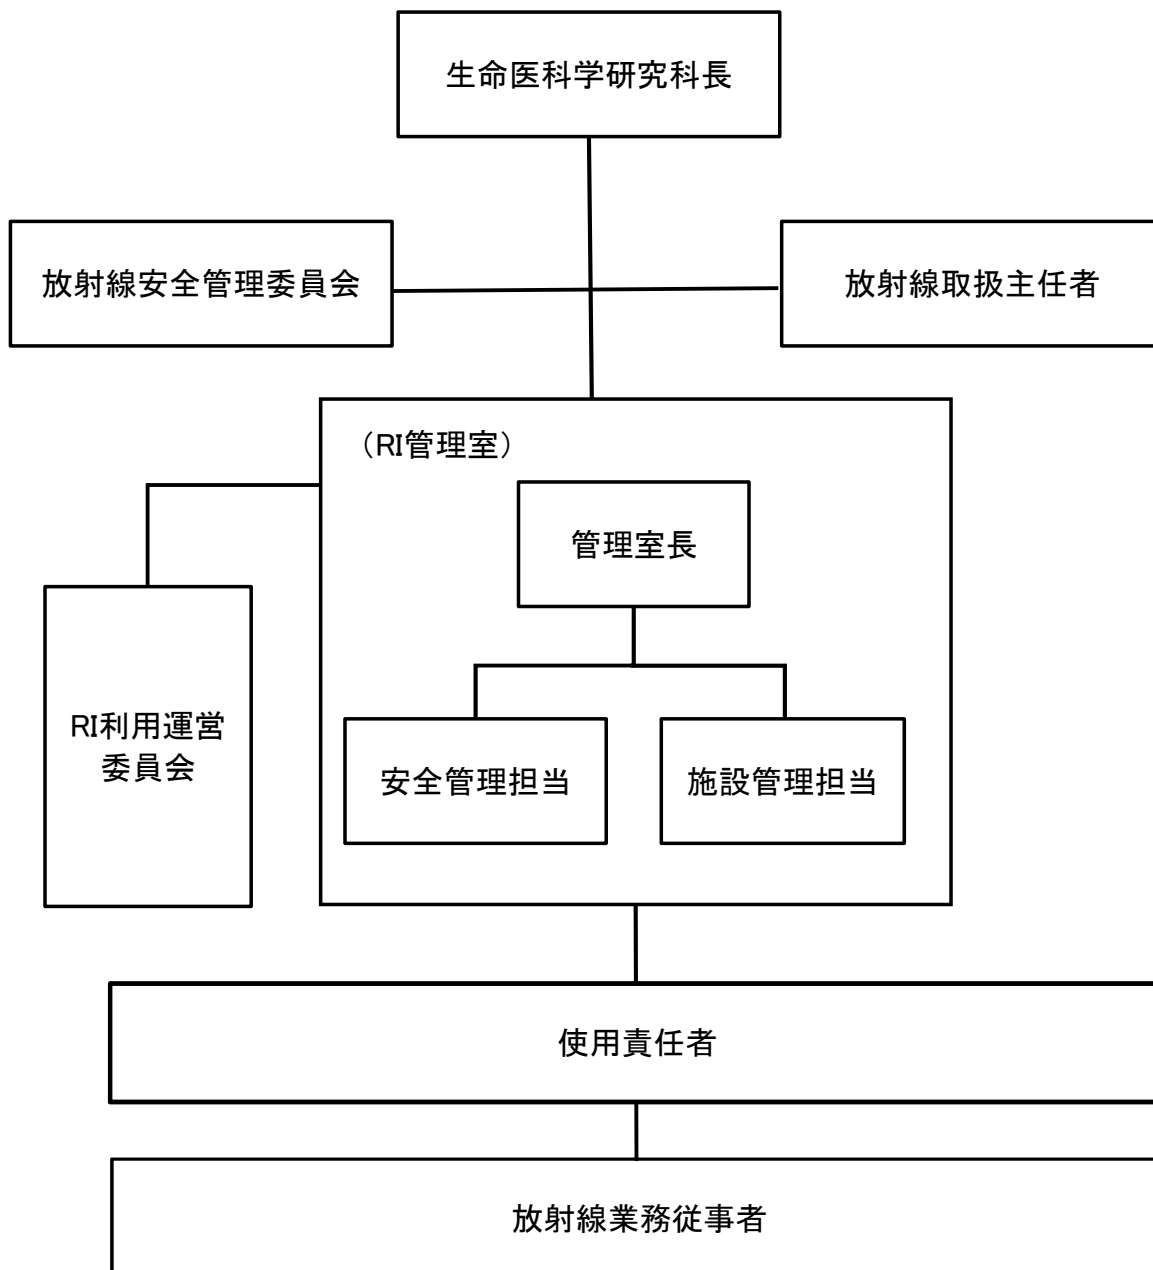 生命医科学研究科長
放射線安全管理委員会
放射線取扱主任者
（RI管理室）
管理室長
RI利用運営
委員会
安全管理担当
施設管理担当
使用責任者
放射線業務従事者